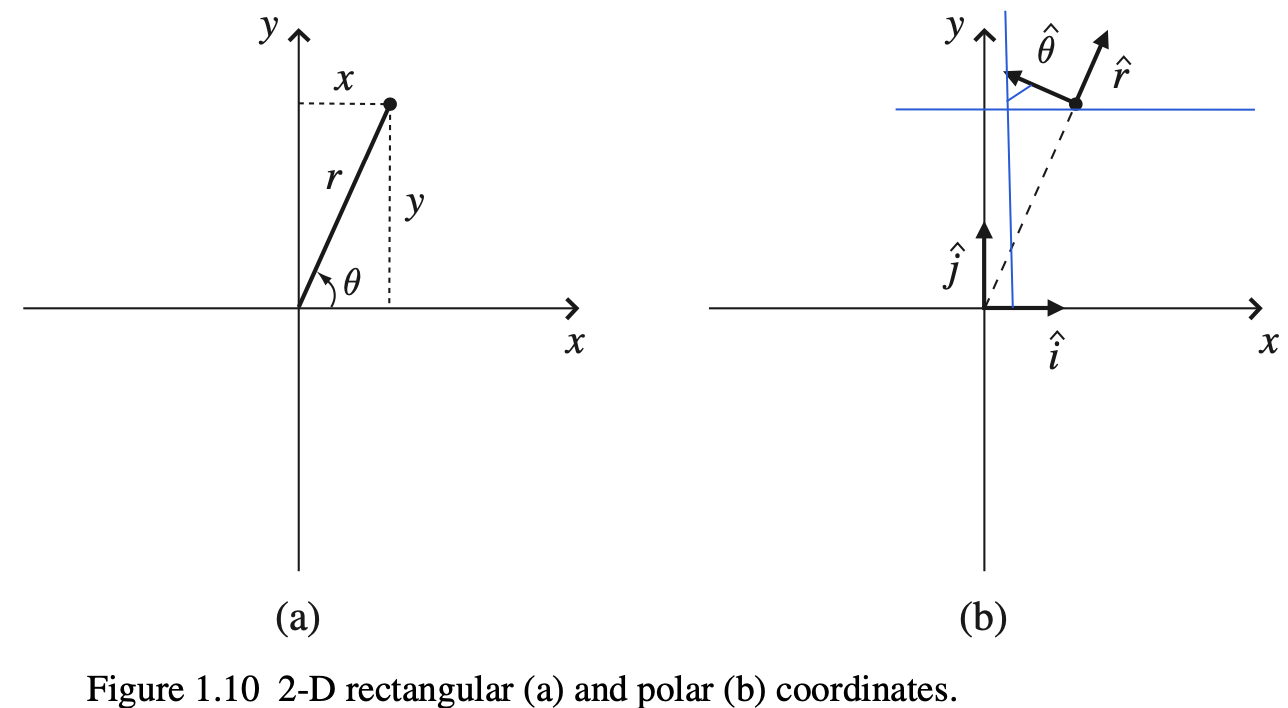 y
x
r
y
θ
x
(a)
y
θ̂
r̂
ĵ
î
x
(b)
Figure 1.10 2-D rectangular (a) and polar (b) coordinates.